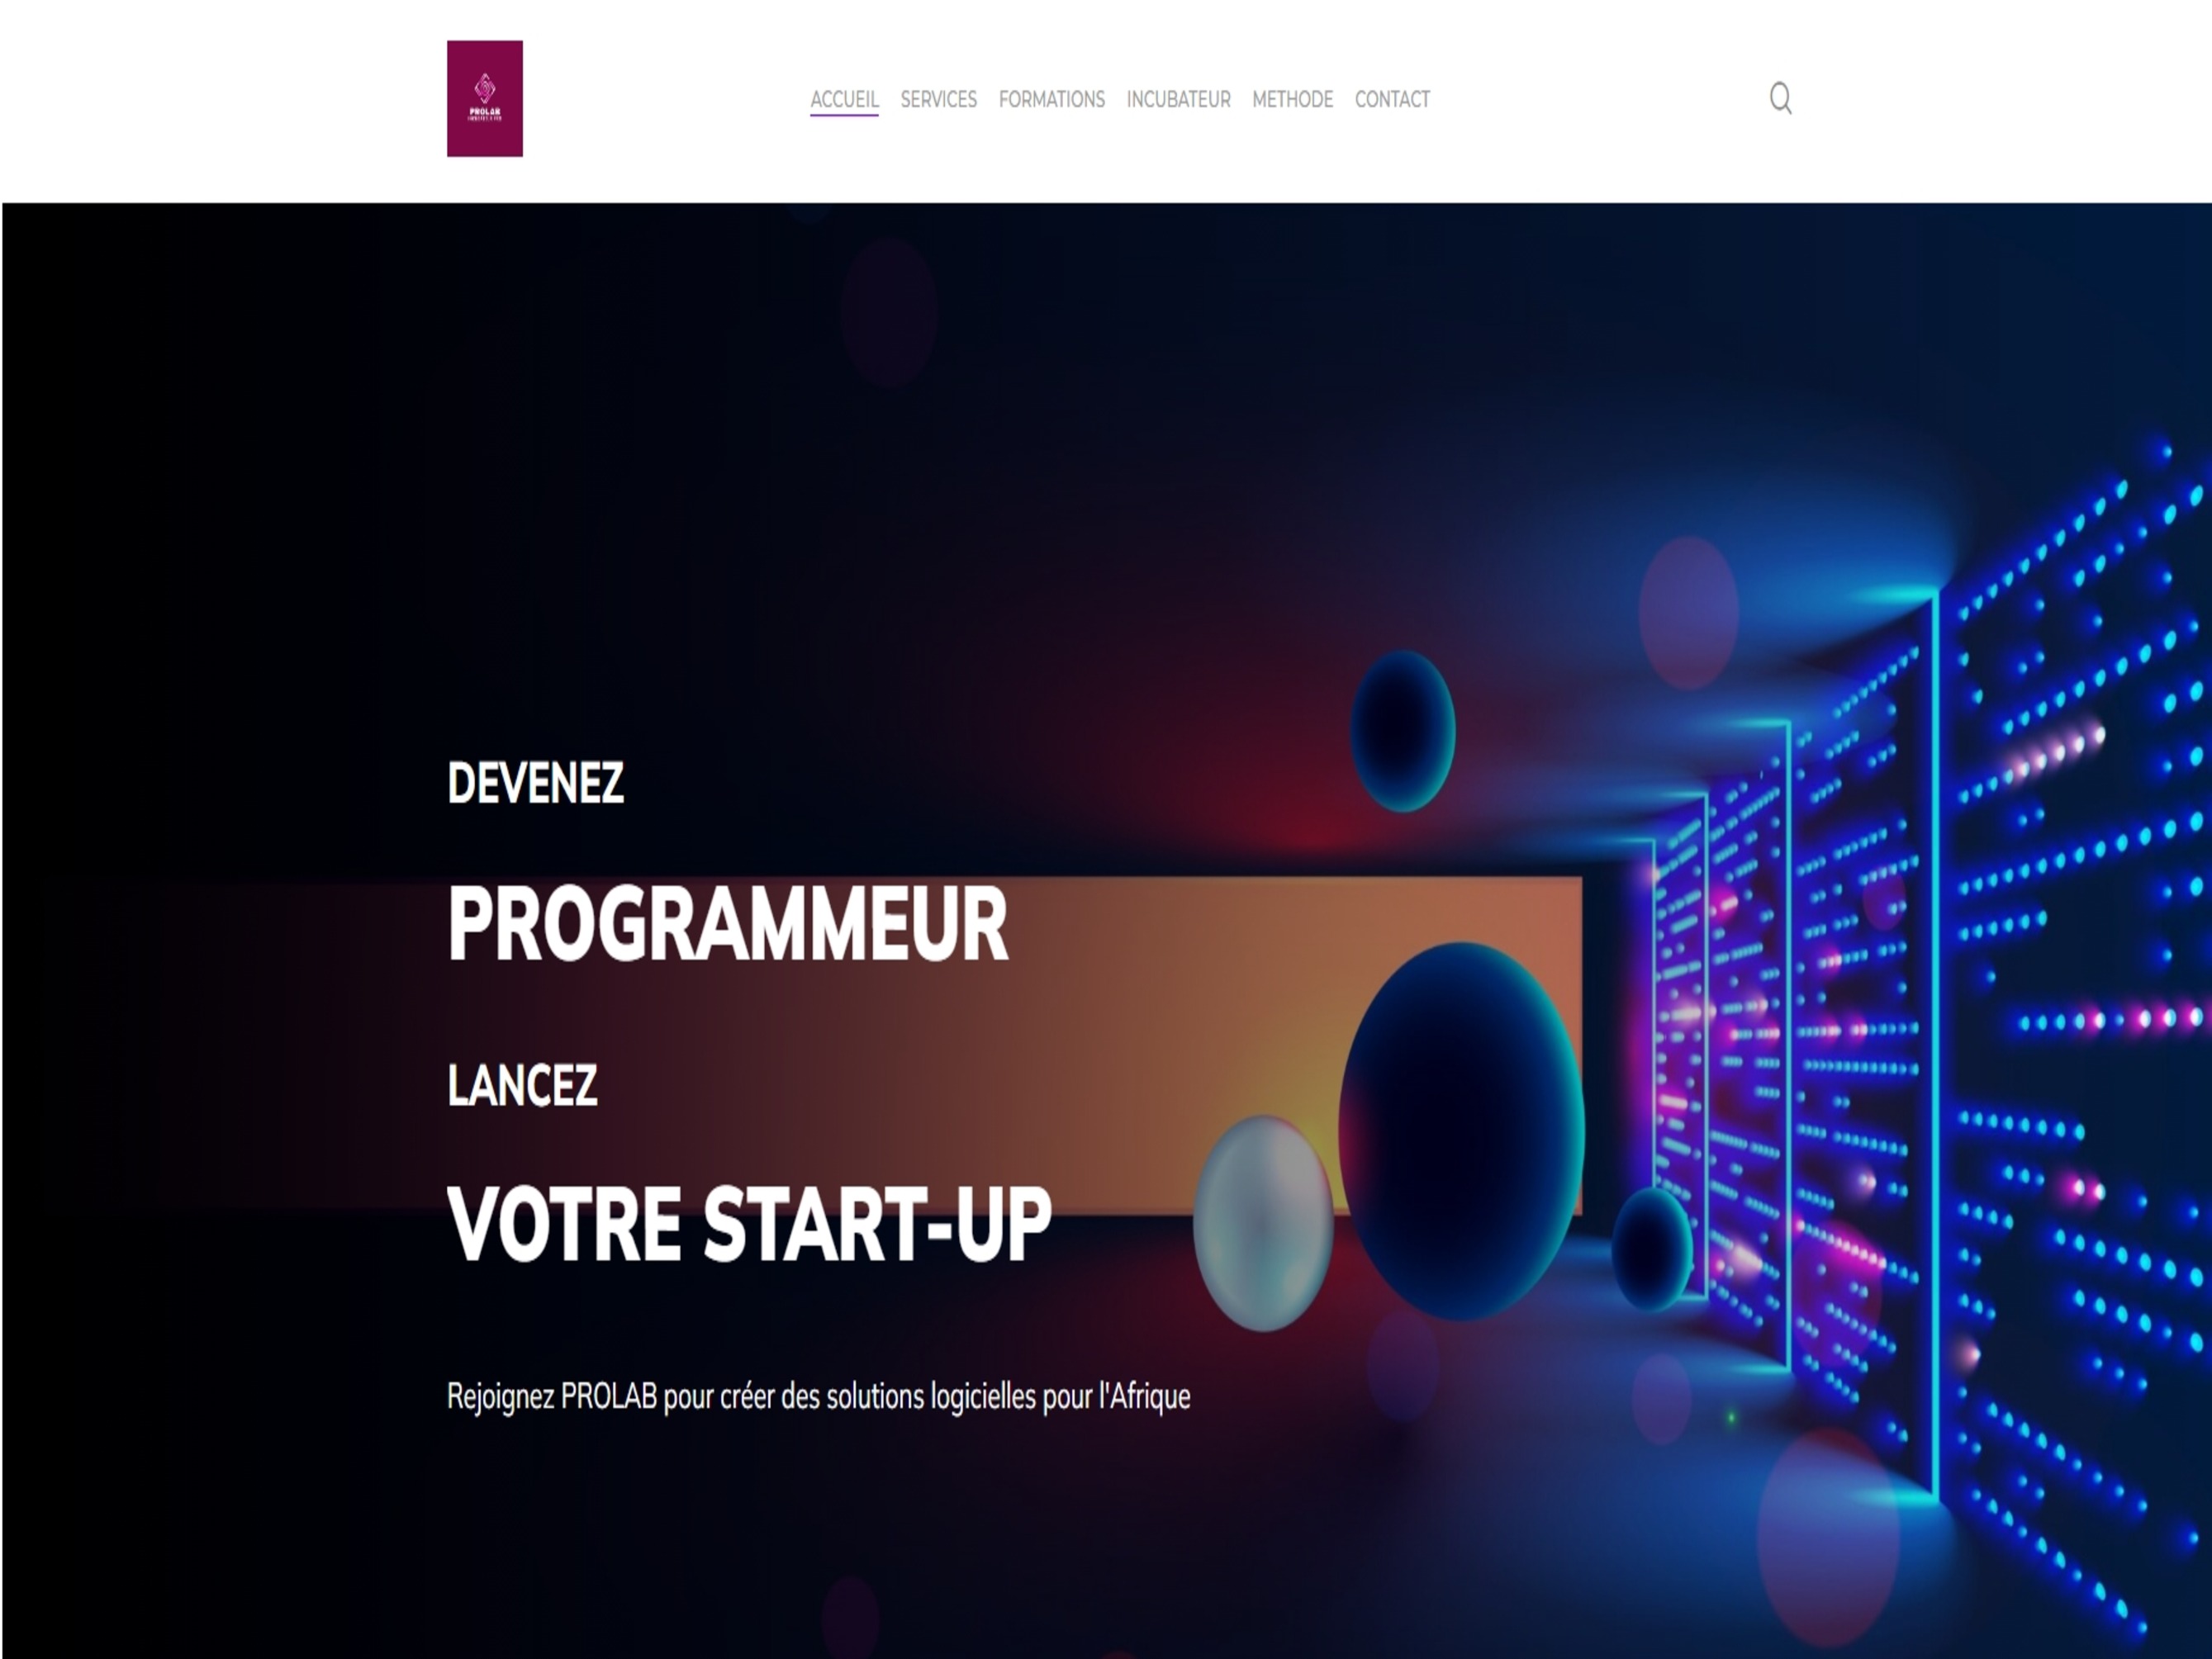 PROLAB
ACCUEIL SERVICES FORMATIONS INCUBATEUR METHODE CONTACT
DEVENEZ
PROGRAMMEUR
LANCEZ
VOTRE START-UP
Rejoignez PROLAB pour créer des solutions logicielles pour l'Afrique